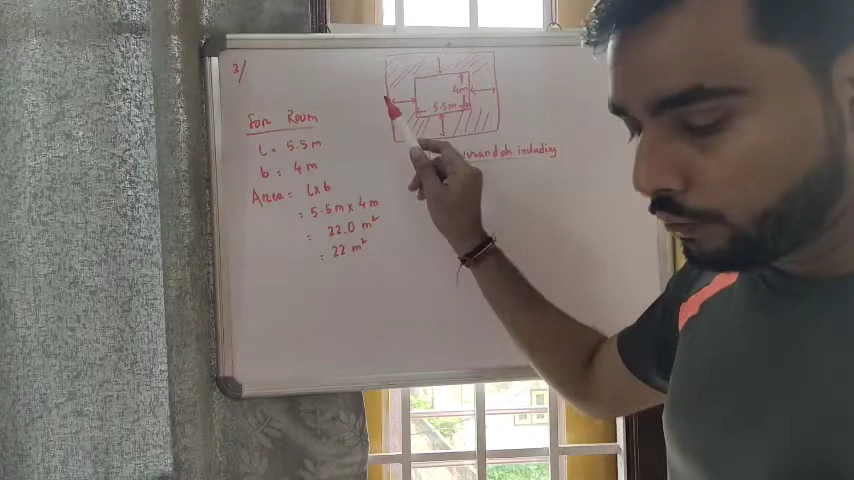 3/
4m
5.5m
For Room
l = 5.5 m
b = 4 m
Area = l x b
= 5.5 m x 4 m
= 22.0 m²
= 22 m²
including